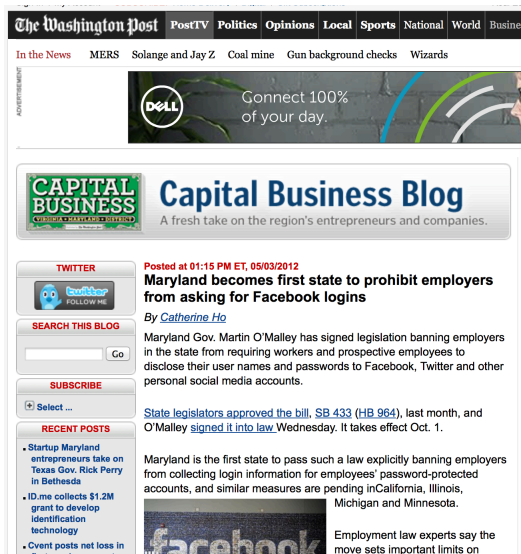 The Washington Post PostTV Politics Opinions Local Sports National World Busine
In the News MERS Solange and Jay Z Coal mine Gun background checks Wizards
ADVERTISEMENT
DELL
Connect 100%
of your day.
CAPITAL
BUSINESS
VIRGINIA • MARYLAND • DISTRICT
Capital Business Blog
A fresh take on the region's entrepreneurs and companies.
TWITTER
twitter
FOLLOW ME
SEARCH THIS BLOG
Go
SUBSCRIBE
Select ...
RECENT POSTS
Startup Maryland
entrepreneurs take on
Texas Gov. Rick Perry
in Bethesda
ID.me collects $1.2M
grant to develop
identification
technology
Cvent posts net loss in
Posted at 01:15 PM ET, 05/03/2012
Maryland becomes first state to prohibit employers
from asking for Facebook logins
By Catherine Ho
Maryland Gov. Martin O'Malley has signed legislation banning employers
in the state from requiring workers and prospective employees to
disclose their user names and passwords to Facebook, Twitter and other
personal social media accounts.
State legislators approved the bill, SB 433 (HB 964), last month, and
O'Malley signed it into law Wednesday. It takes effect Oct. 1.
Maryland is the first state to pass such a law explicitly banning employers
from collecting login information for employees' password-protected
accounts, and similar measures are pending inCalifornia, Illinois,
Michigan and Minnesota.
facebook
Employment law experts say the
move sets important limits on